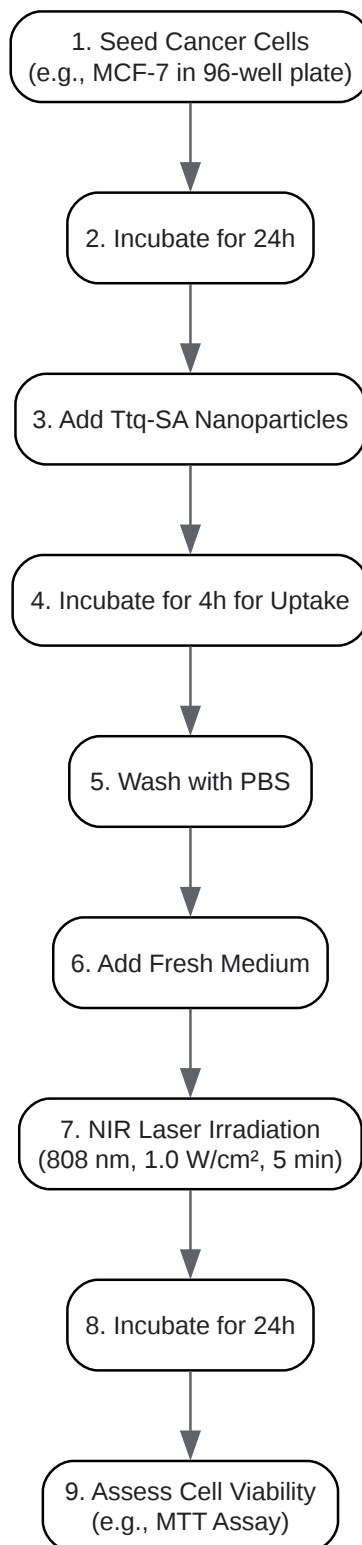 1. Seed Cancer Cells
(e.g., MCF-7 in 96-well plate)
2. Incubate for 24h
3. Add Ttq-SA Nanoparticles
4. Incubate for 4h for Uptake
5. Wash with PBS
6. Add Fresh Medium
7. NIR Laser Irradiation
(808 nm, 1.0 W/cm², 5 min)
8. Incubate for 24h
9. Assess Cell Viability
(e.g., MTT Assay)